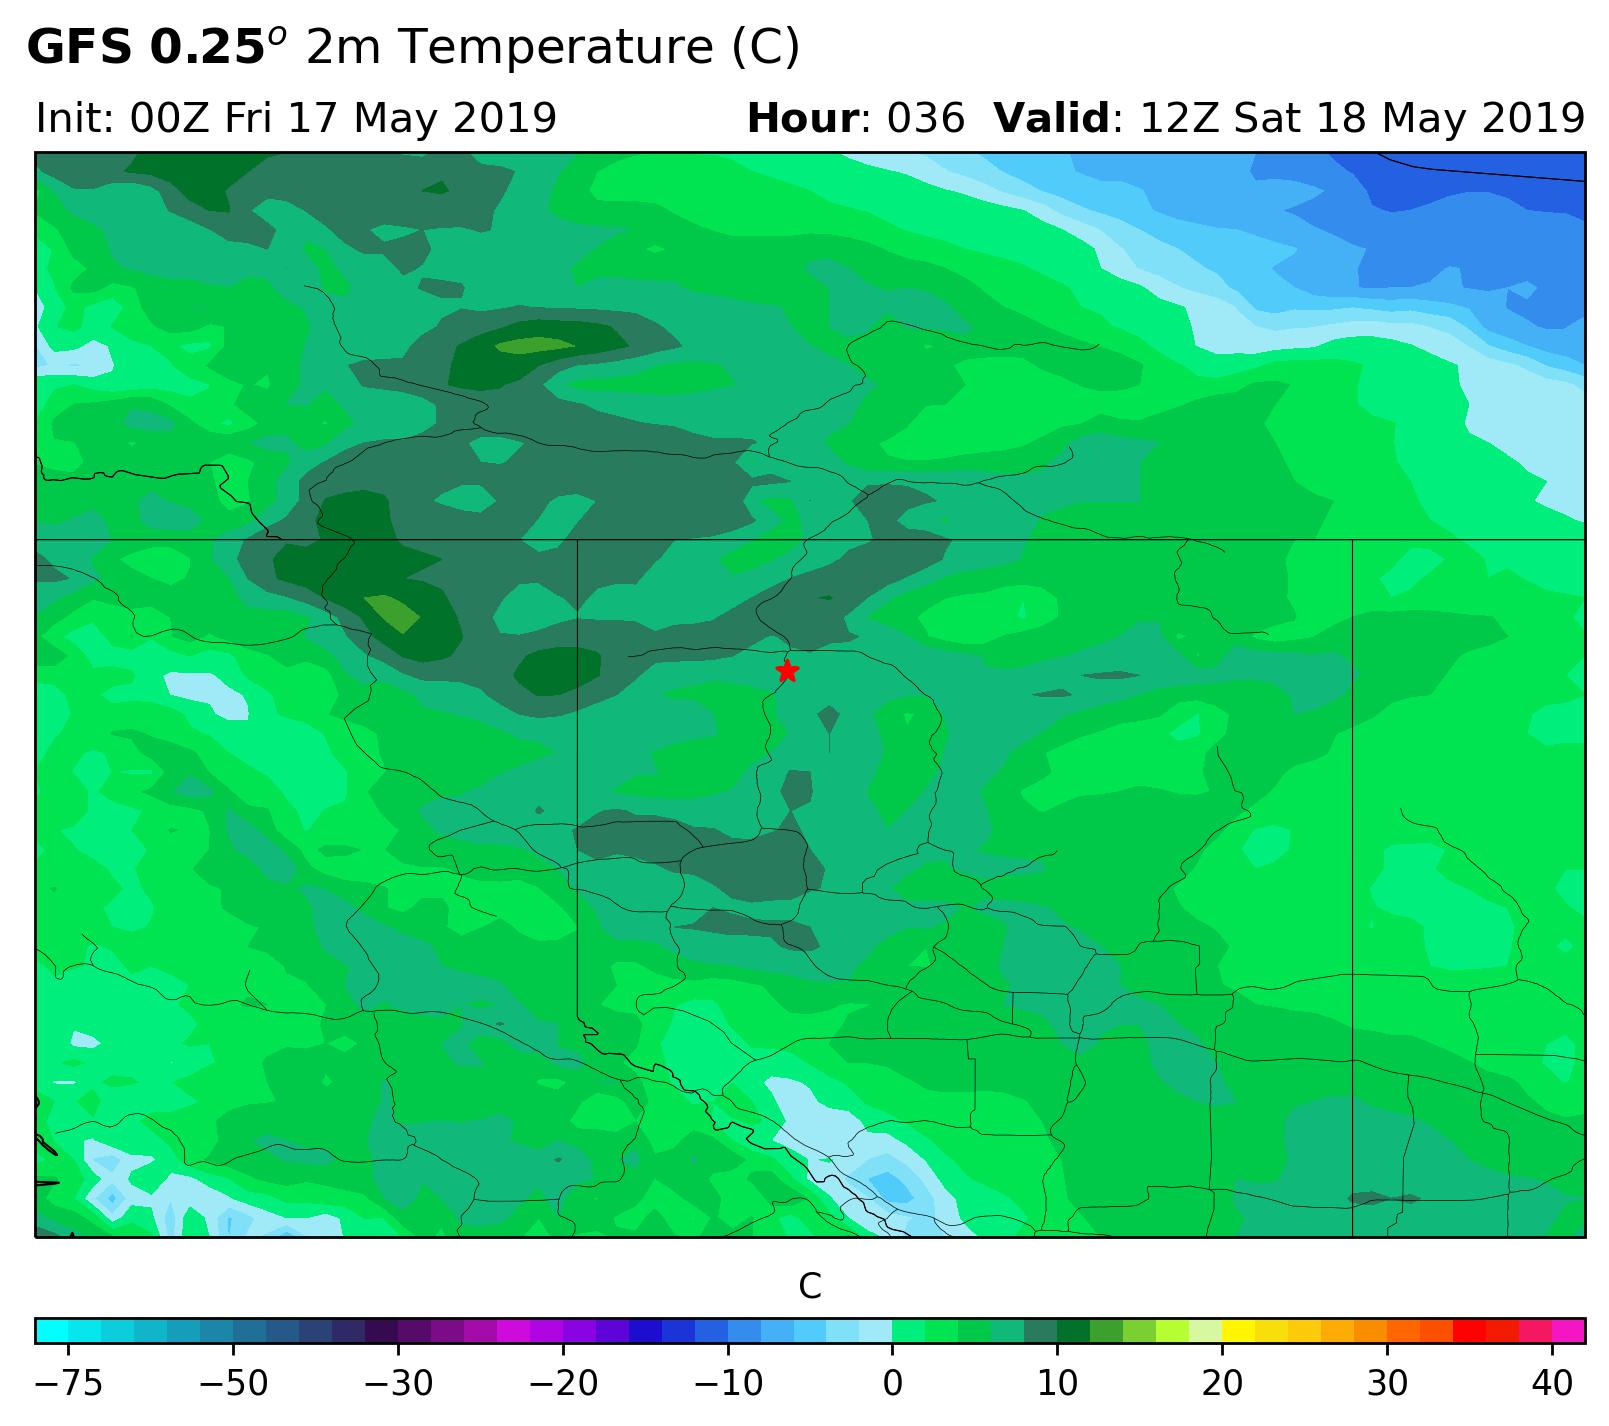 GFS 0.25° 2m Temperature (C)
Init: 00Z Fri 17 May 2019 Hour: 036 Valid: 12Z Sat 18 May 2019
C
−75 −50 −30 −20 −10 0 10 20 30 40